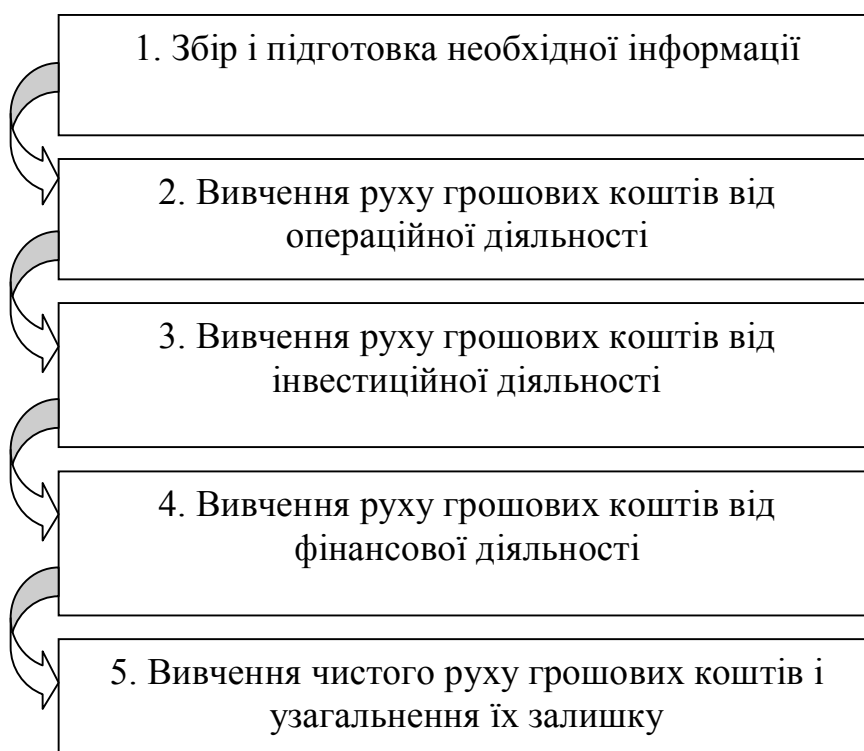 1. Збір і підготовка необхідної інформації
2. Вивчення руху грошових коштів від
операційної діяльності
3. Вивчення руху грошових коштів від
інвестиційної діяльності
4. Вивчення руху грошових коштів від
фінансової діяльності
5. Вивчення чистого руху грошових коштів і
узагальнення їх залишку